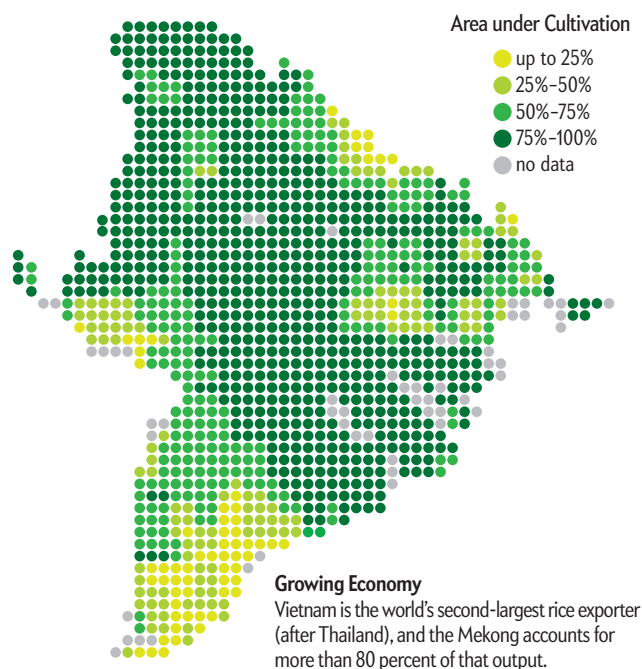 Area under Cultivation
up to 25%
25%–50%
50%–75%
75%–100%
no data
Growing Economy
Vietnam is the world’s second-largest rice exporter
(after Thailand), and the Mekong accounts for
more than 80 percent of that output.